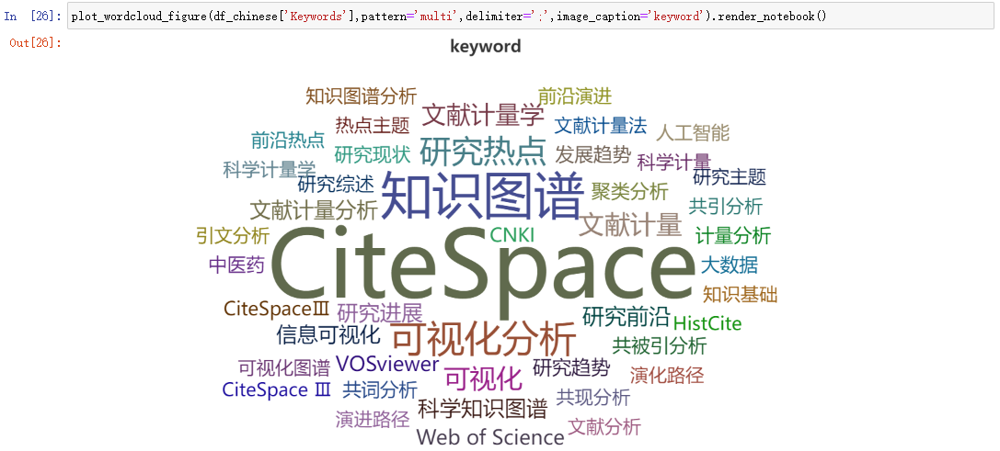 In [26]: plot_wordcloud_figure(df_chinese['Keywords'],pattern='multi',delimiter=';',image_caption='keyword').render_notebook()
Out[26]:
keyword
知识图谱分析
前沿演进
文献计量学
热点主题
文献计量法
人工智能
前沿热点
研究热点
研究现状
发展趋势
科学计量
科学计量学
研究主题
知识图谱
研究综述
聚类分析
文献计量分析
共引分析
文献计量
引文分析
CNKI
计量分析
CiteSpace
中医药
大数据
知识基础
CiteSpaceⅢ
研究进展
研究前沿
HistCite
信息可视化
可视化分析
共被引分析
可视化图谱
VOSviewer
研究趋势
可视化
演化路径
CiteSpace Ⅲ
共词分析
共现分析
科学知识图谱
演进路径
文献分析
Web of Science